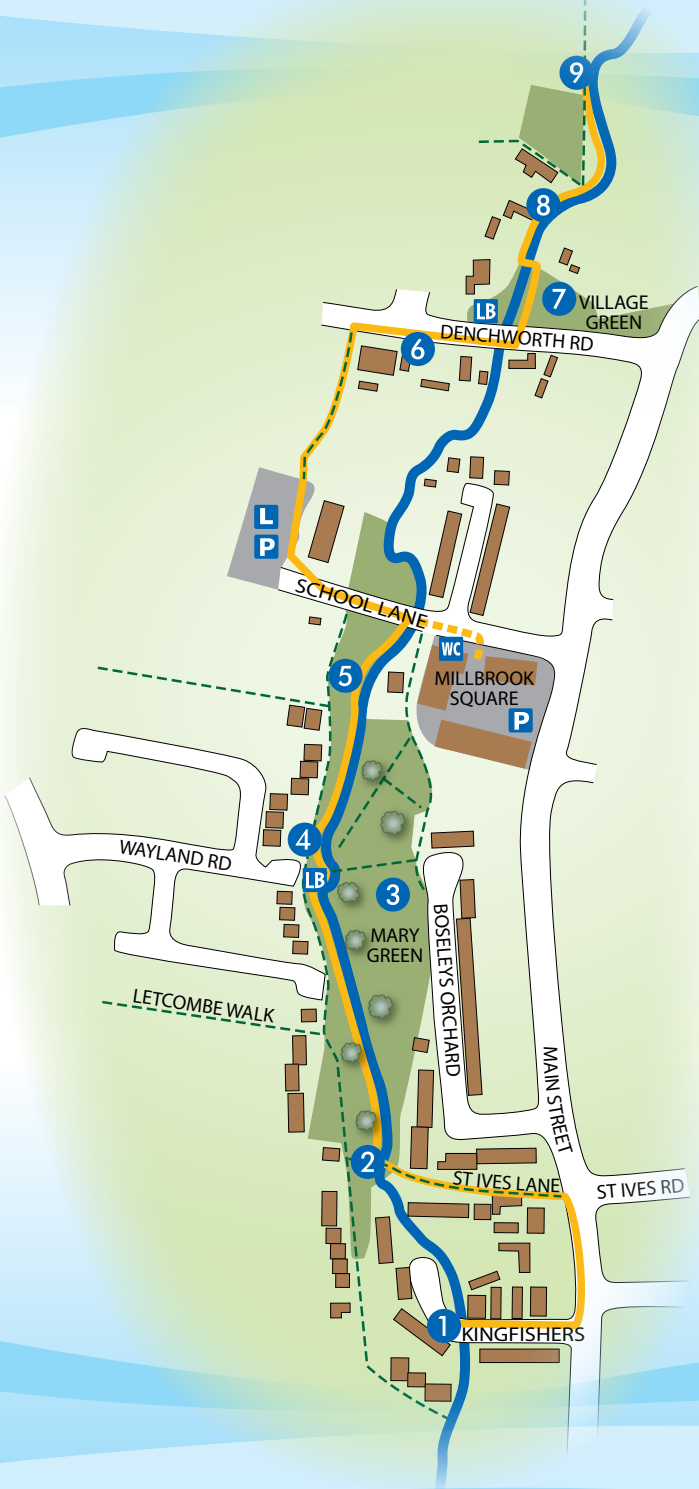 9
8
7
VILLAGE
GREEN
LB
DENCHWORTH RD
6
L
P
SCHOOL LANE
WC
5
MILLBROOK
SQUARE
P
4
WAYLAND RD
LB
3
MARY
GREEN
BOSELEYS ORCHARD
LETCOMBE WALK
MAIN STREET
2
ST IVES LANE
ST IVES RD
1
KINGFISHERS